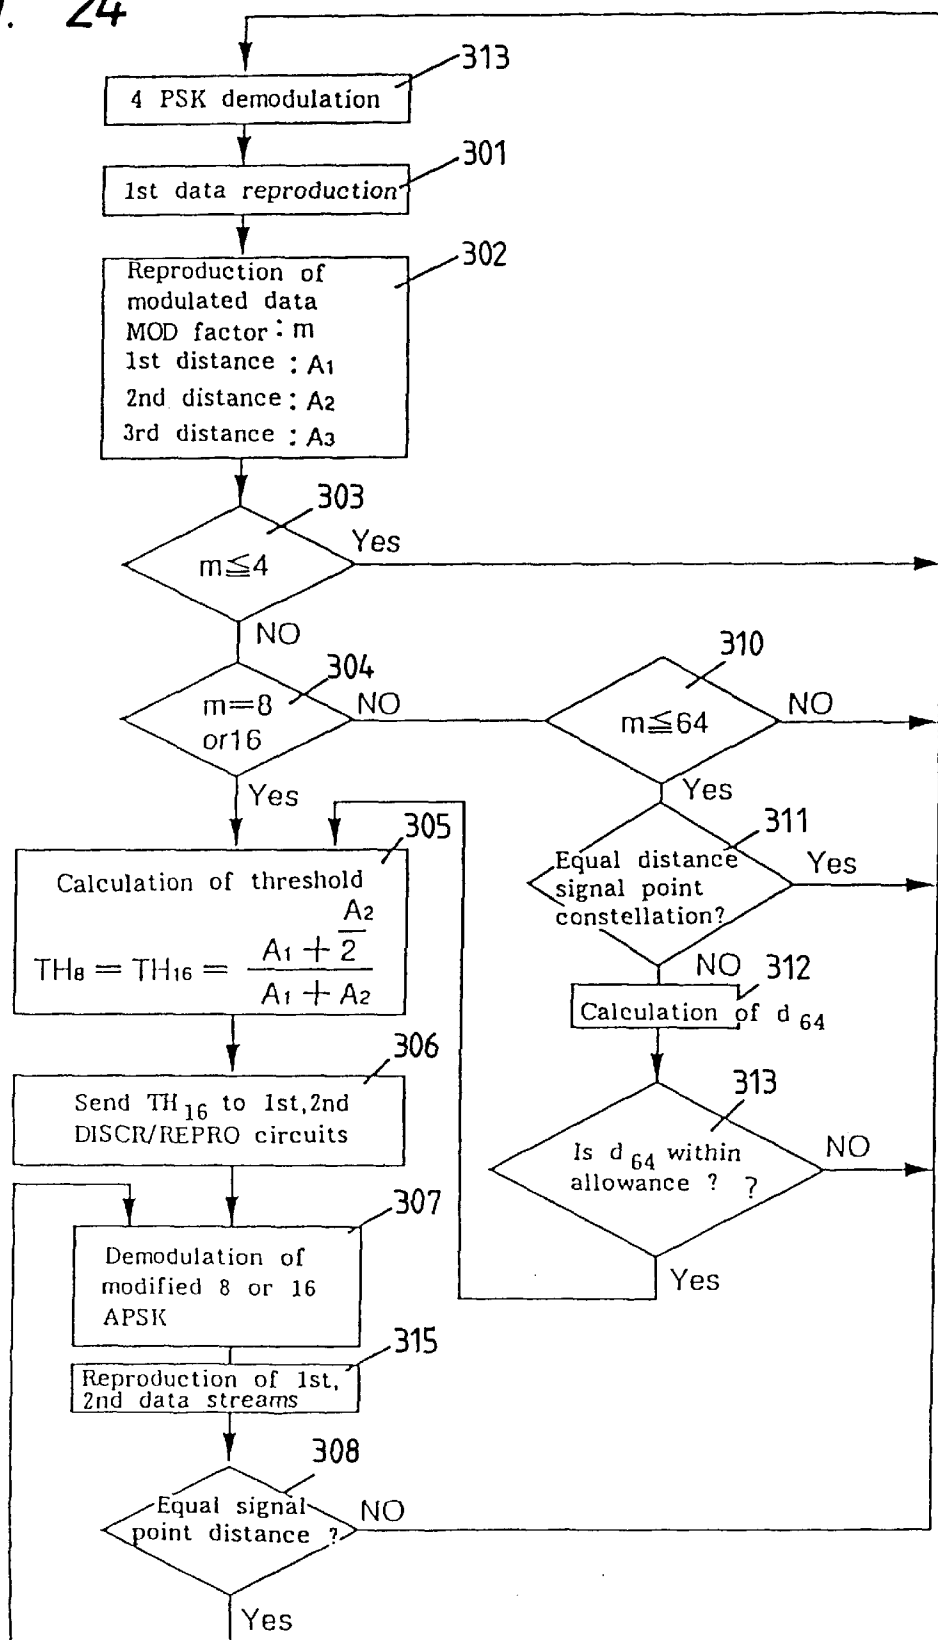 24
313
4 PSK demodulation
301
1st data reproduction
302
Reproduction of
modulated data
MOD factor : m
1st distance : A1
2nd distance : A2
3rd distance : A3
303
Yes
m≦4
NO
304
m=8
or16
NO
Yes
310
m≦64
NO
Yes
311
Equal distance
signal point
constellation?
Yes
NO
312
Calculation of d64
313
Is d64 within
allowance ? ?
NO
Yes
305
Calculation of threshold
TH8 = TH16 = (A1 + A2/2) / (A1 + A2)
306
Send TH16 to 1st,2nd
DISCR/REPRO circuits
307
Demodulation of
modified 8 or 16
APSK
315
Reproduction of 1st,
2nd data streams
308
Equal signal
point distance ?
NO
Yes